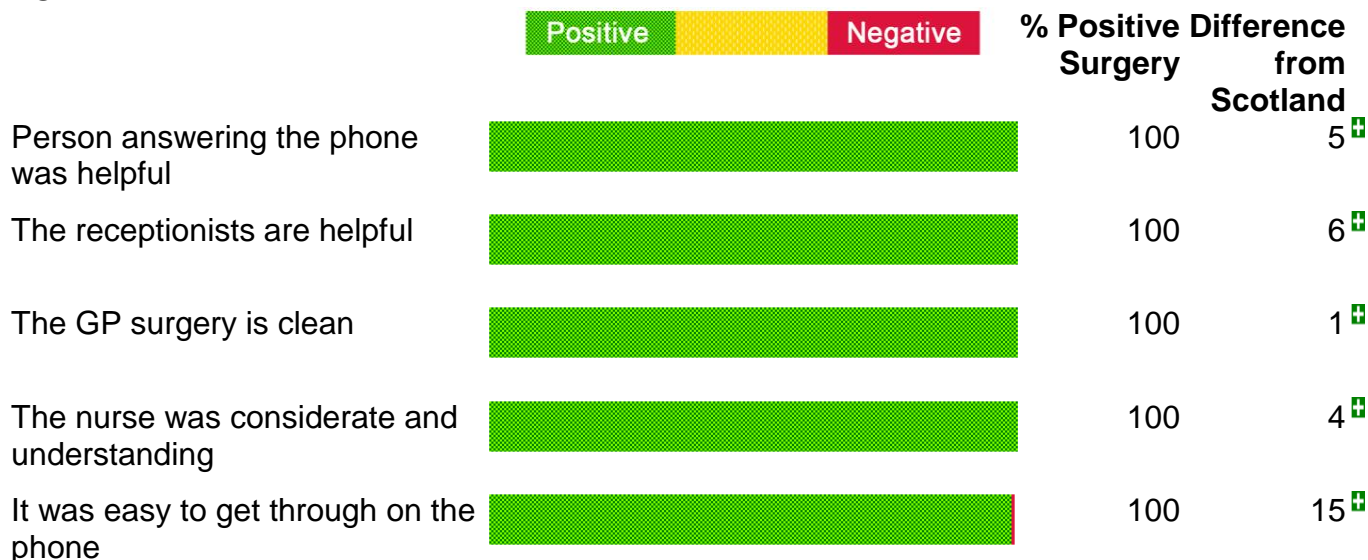 Positive Negative % Positive Difference
Surgery from
Scotland
Person answering the phone 100 5 +
was helpful
The receptionists are helpful 100 6 +
The GP surgery is clean 100 1 +
The nurse was considerate and 100 4 +
understanding
It was easy to get through on the 100 15 +
phone